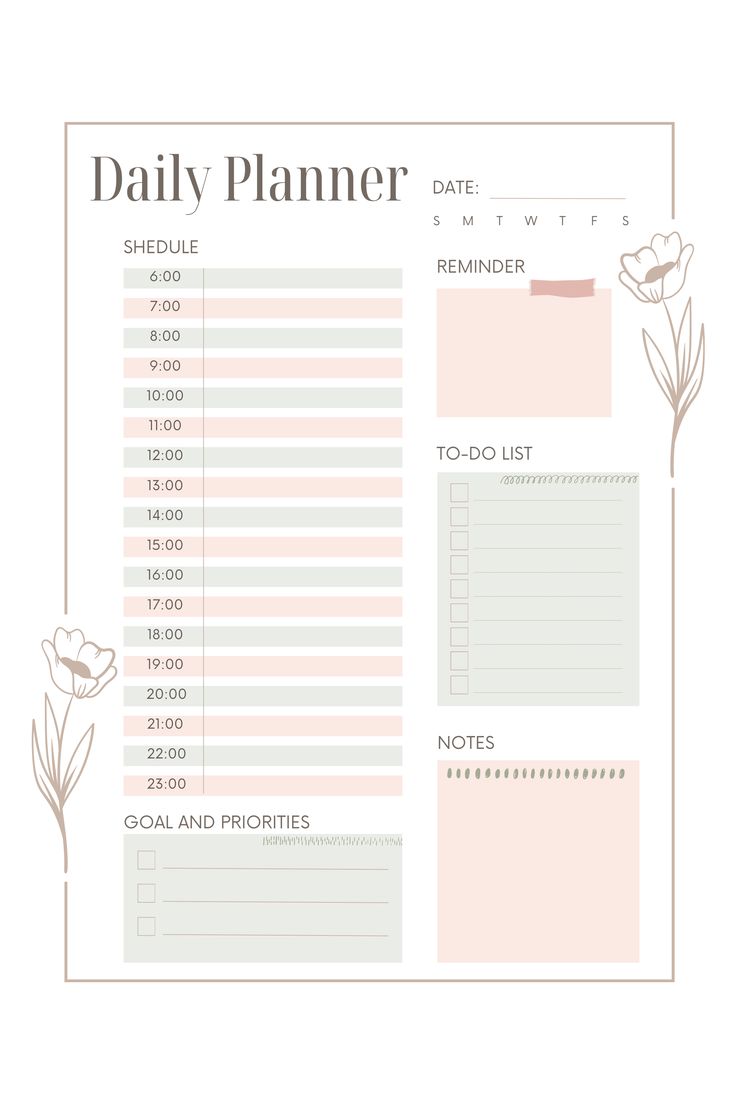 Daily Planner
DATE:
S M T W T F S
SHEDULE
6:00
7:00
8:00
9:00
10:00
11:00
12:00
13:00
14:00
15:00
16:00
17:00
18:00
19:00
20:00
21:00
22:00
23:00
GOAL AND PRIORITIES
REMINDER
TO-DO LIST
NOTES